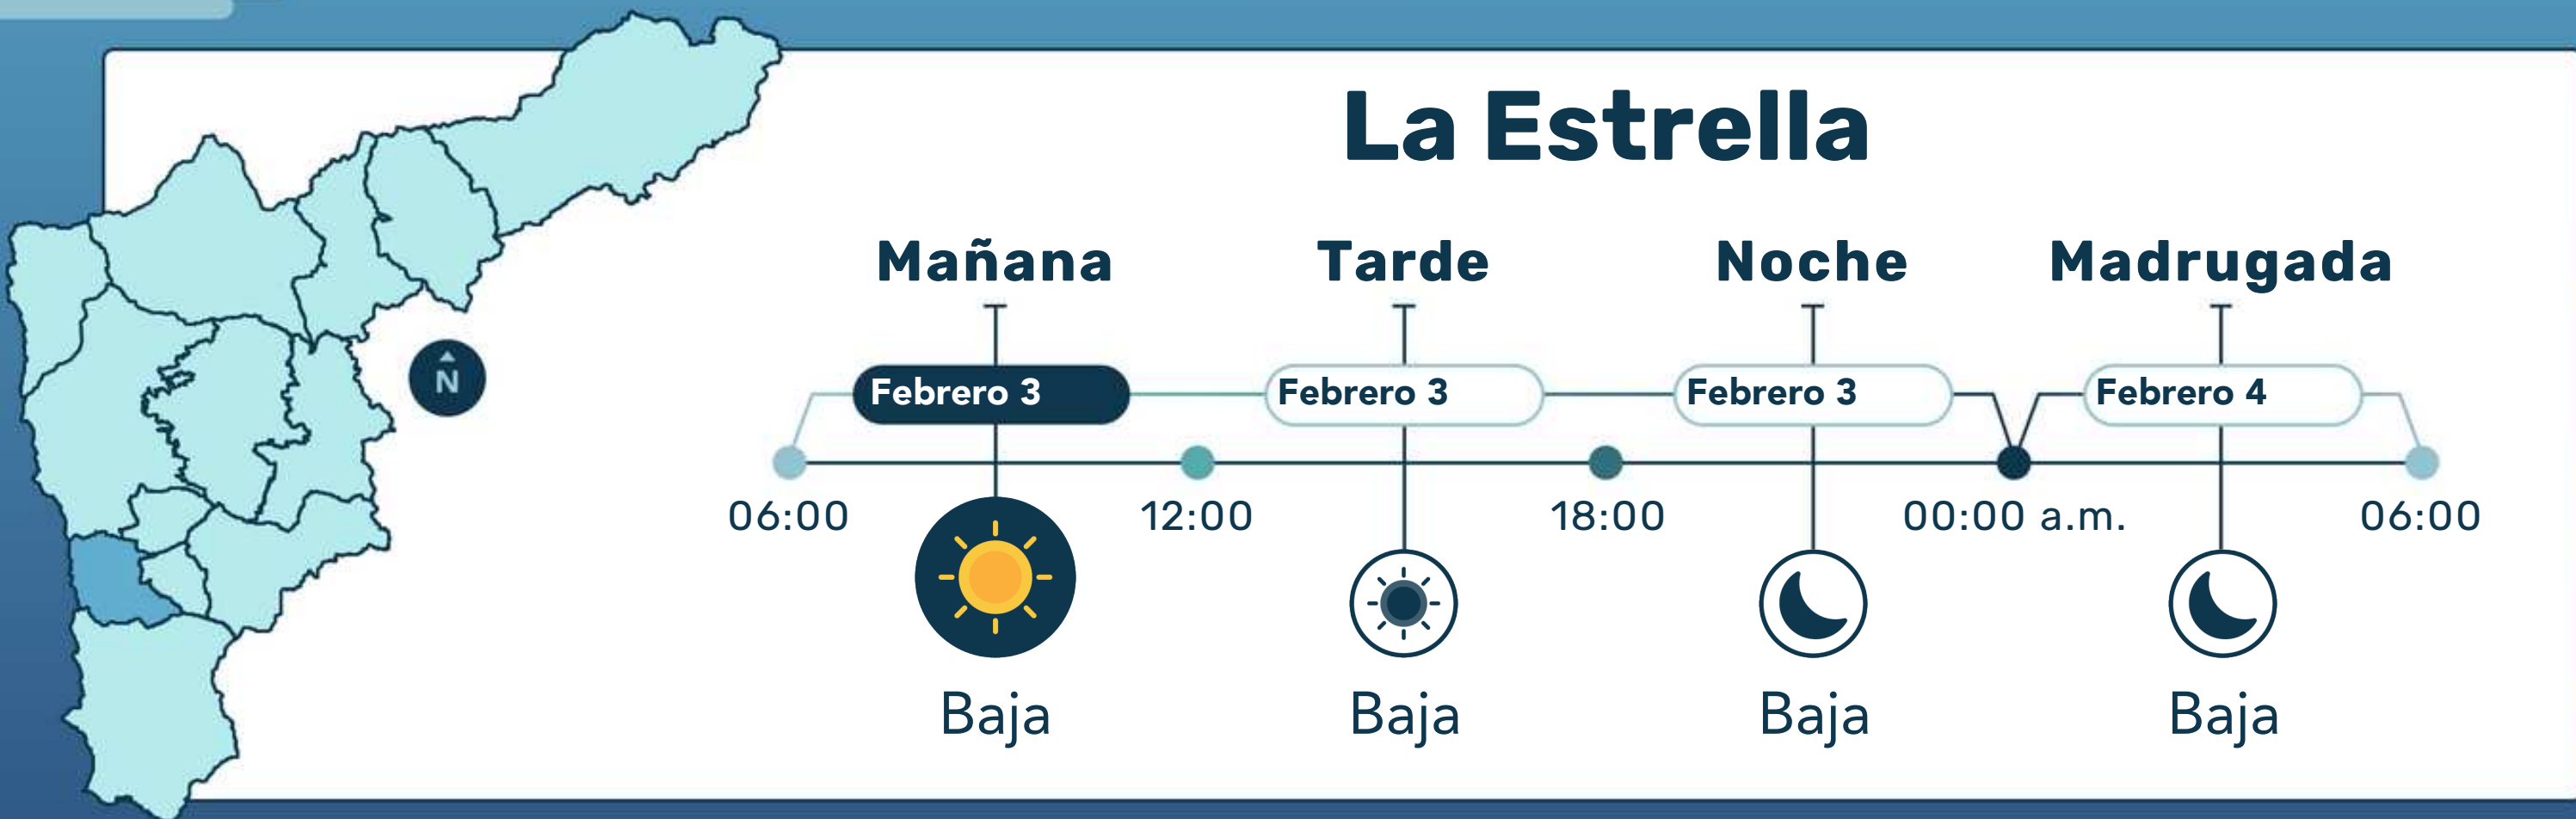 La Estrella
Mañana Tarde Noche Madrugada
Febrero 3 Febrero 3 Febrero 3 Febrero 4
N
06:00 12:00 18:00 00:00 a.m. 06:00
Baja Baja Baja Baja